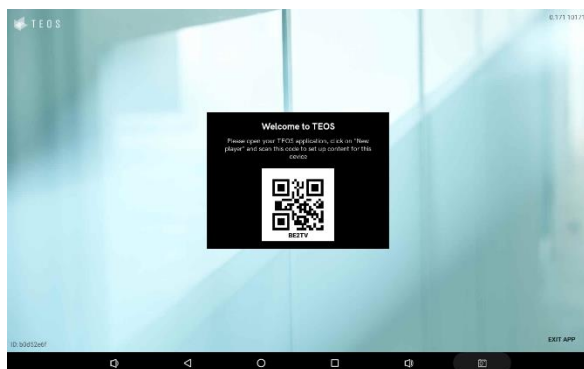 TEOS
Welcome to TEOS
Please open your TEOS application, click on "New
player" and scan this code to set up content for this
device
BE2TV
EXIT APP